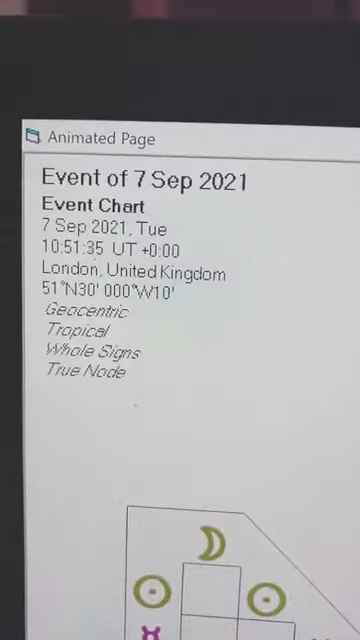 Animated Page
Event of 7 Sep 2021
Event Chart
7 Sep 2021, Tue
10:51:35 UT +0:00
London, United Kingdom
51°N30' 000°W10'
Geocentric
Tropical
Whole Signs
True Node